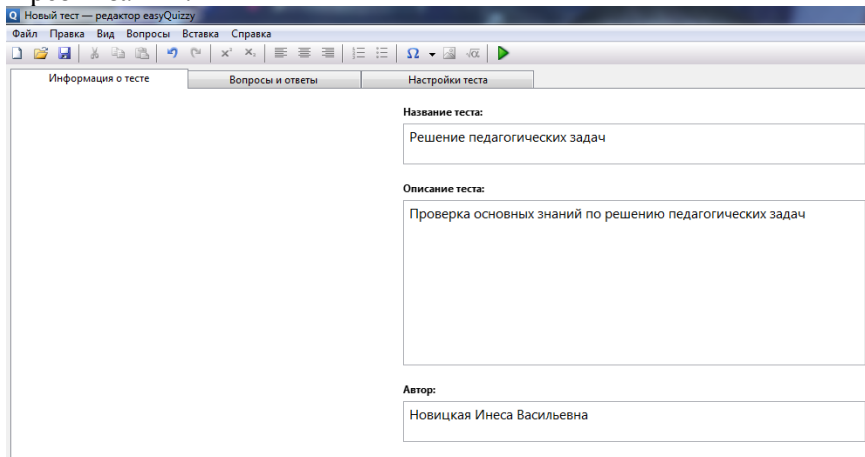 Новый тест — редактор easyQuizzy
Файл Правка Вид Вопросы Вставка Справка
Информация о тесте Вопросы и ответы Настройки теста
Название теста:
Решение педагогических задач
Описание теста:
Проверка основных знаний по решению педагогических задач
Автор:
Новицкая Инеса Васильевна